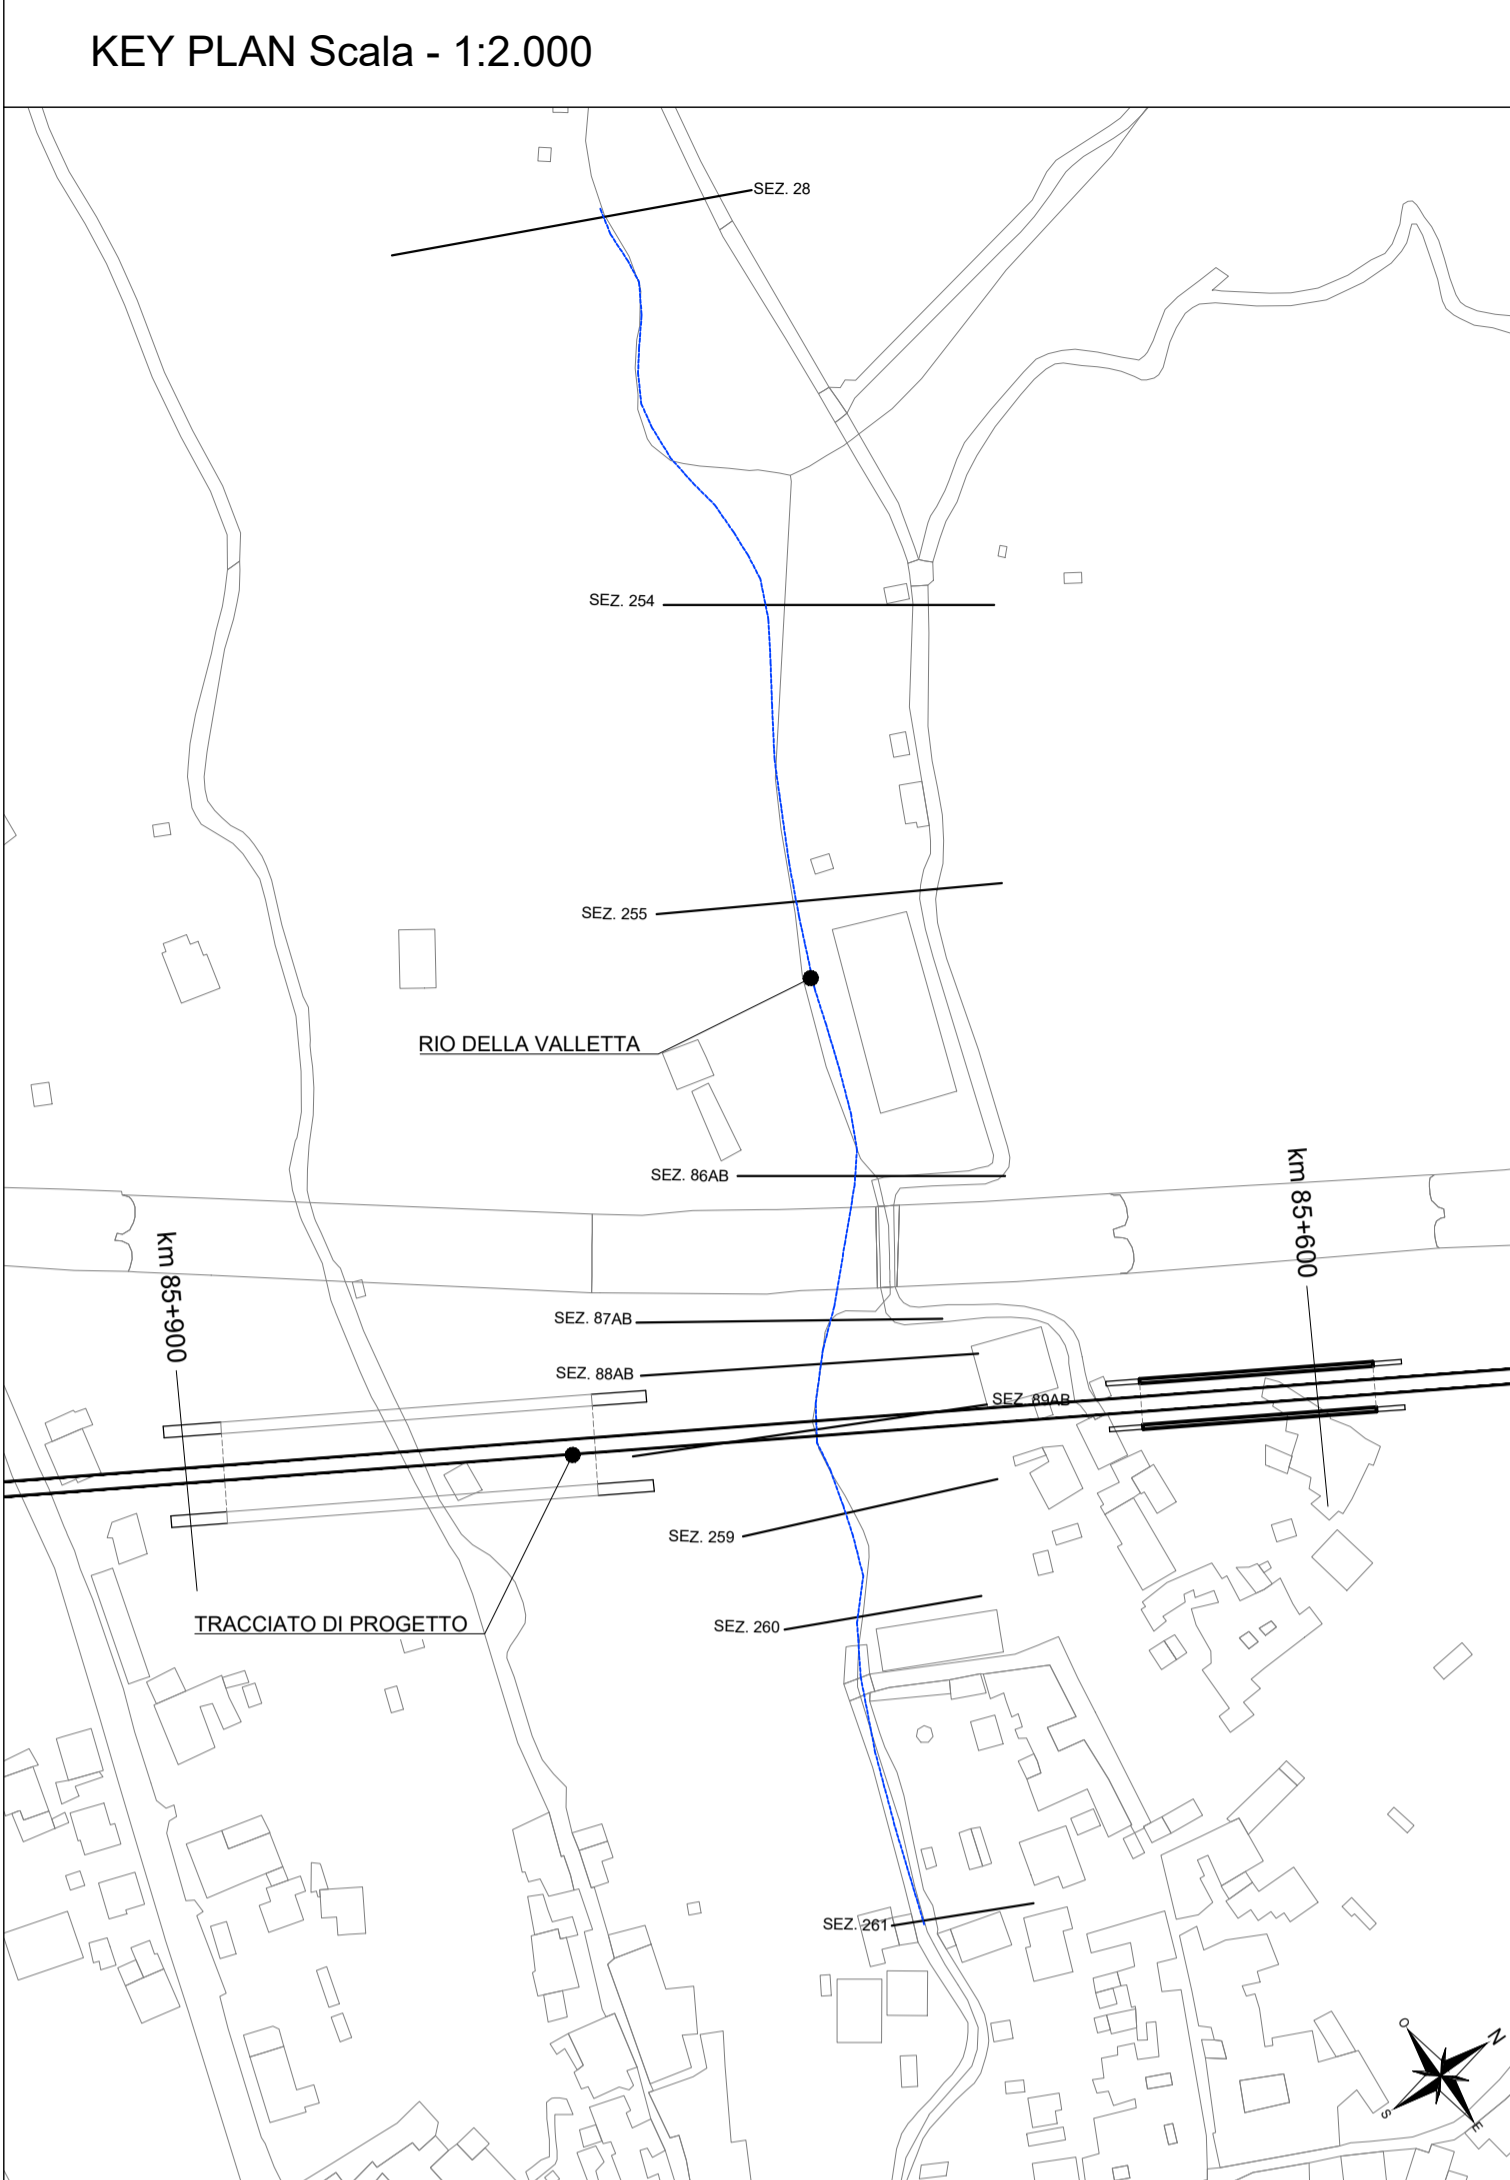 KEY PLAN Scala - 1:2.000
SEZ. 28
SEZ. 254
SEZ. 255
RIO DELLA VALLETTA
SEZ. 86AB
km 85+600
km 85+900
SEZ. 87AB
SEZ. 88AB
SEZ. 89AB
SEZ. 259
TRACCIATO DI PROGETTO
SEZ. 260
SEZ. 261
O
N
S
E